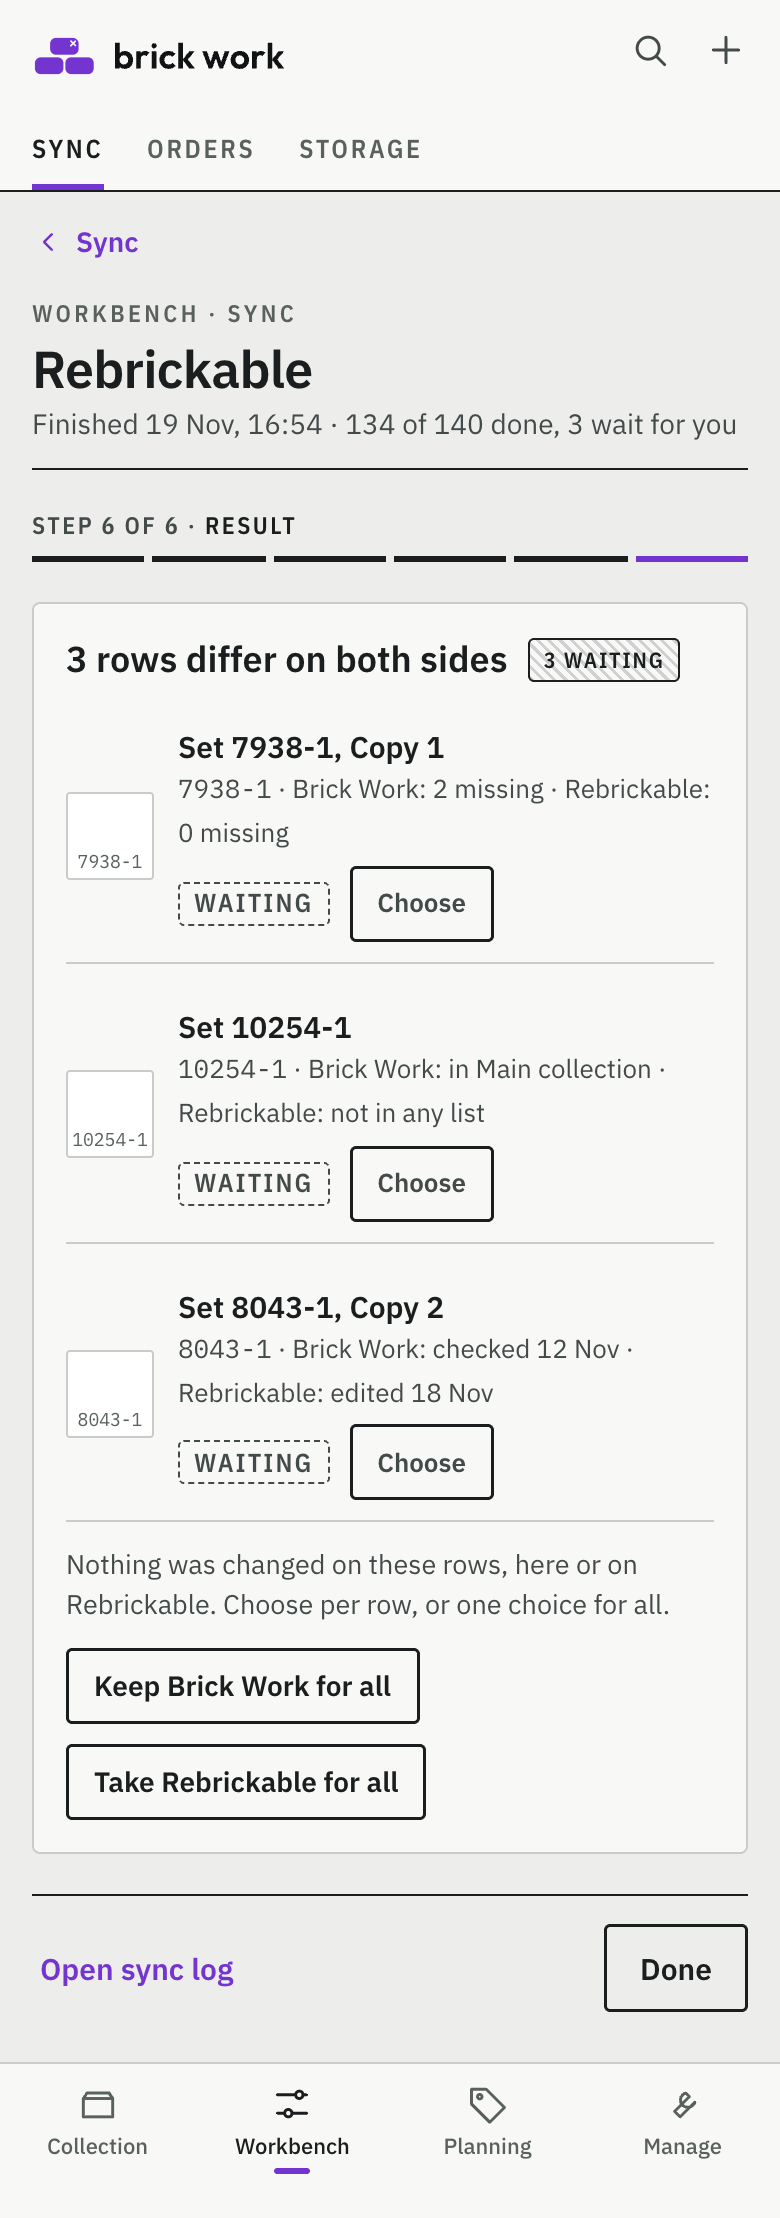 brick work
SYNC ORDERS STORAGE
Sync
WORKBENCH · SYNC
Rebrickable
Finished 19 Nov, 16:54 · 134 of 140 done, 3 wait for you
STEP 6 OF 6 · RESULT
3 rows differ on both sides 3 WAITING
Set 7938-1, Copy 1
7938-1 · Brick Work: 2 missing · Rebrickable:
0 missing
7938-1
WAITING Choose
Set 10254-1
10254-1 · Brick Work: in Main collection ·
Rebrickable: not in any list
10254-1
WAITING Choose
Set 8043-1, Copy 2
8043-1 · Brick Work: checked 12 Nov ·
Rebrickable: edited 18 Nov
8043-1
WAITING Choose
Nothing was changed on these rows, here or on
Rebrickable. Choose per row, or one choice for all.
Keep Brick Work for all
Take Rebrickable for all
Open sync log Done
Collection Workbench Planning Manage